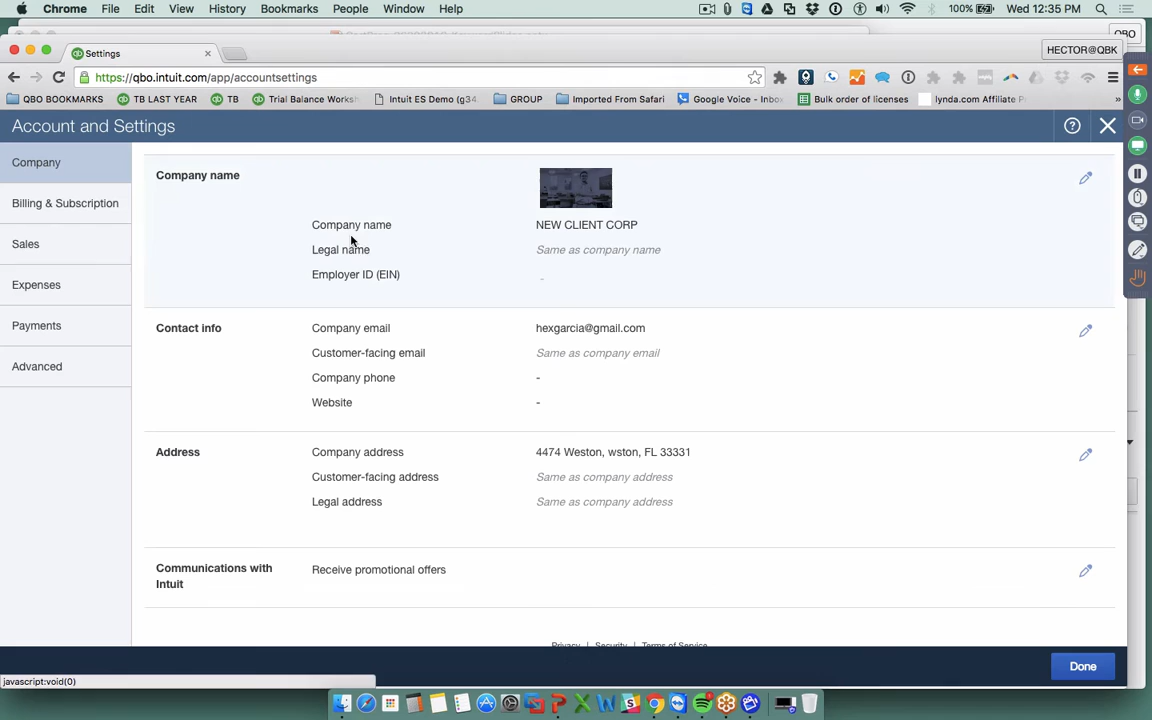 Chrome File Edit View History Bookmarks People Window Help 100% Wed 12:35 PM
QBO
Settings HECTOR@QBK
https://qbo.intuit.com/app/accountsettings
QBO BOOKMARKS TB LAST YEAR TB Trial Balance Works Intuit ES Demo (g34. GROUP Imported From Safari Google Voice - Inbo Bulk order of licenses lynda.com Affiliate P »
Account and Settings
Company
Billing & Subscription
Sales
Expenses
Payments
Advanced
Company name
Company name NEW CLIENT CORP
Legal name Same as company name
Employer ID (EIN) -
Contact info Company email hexgarcia@gmail.com
Customer-facing email Same as company email
Company phone -
Website -
Address Company address 4474 Weston, wston, FL 33331
Customer-facing address Same as company address
Legal address Same as company address
Communications with Intuit Receive promotional offers
Privacy | Security | Terms of Service
Done
javascript:void(0)